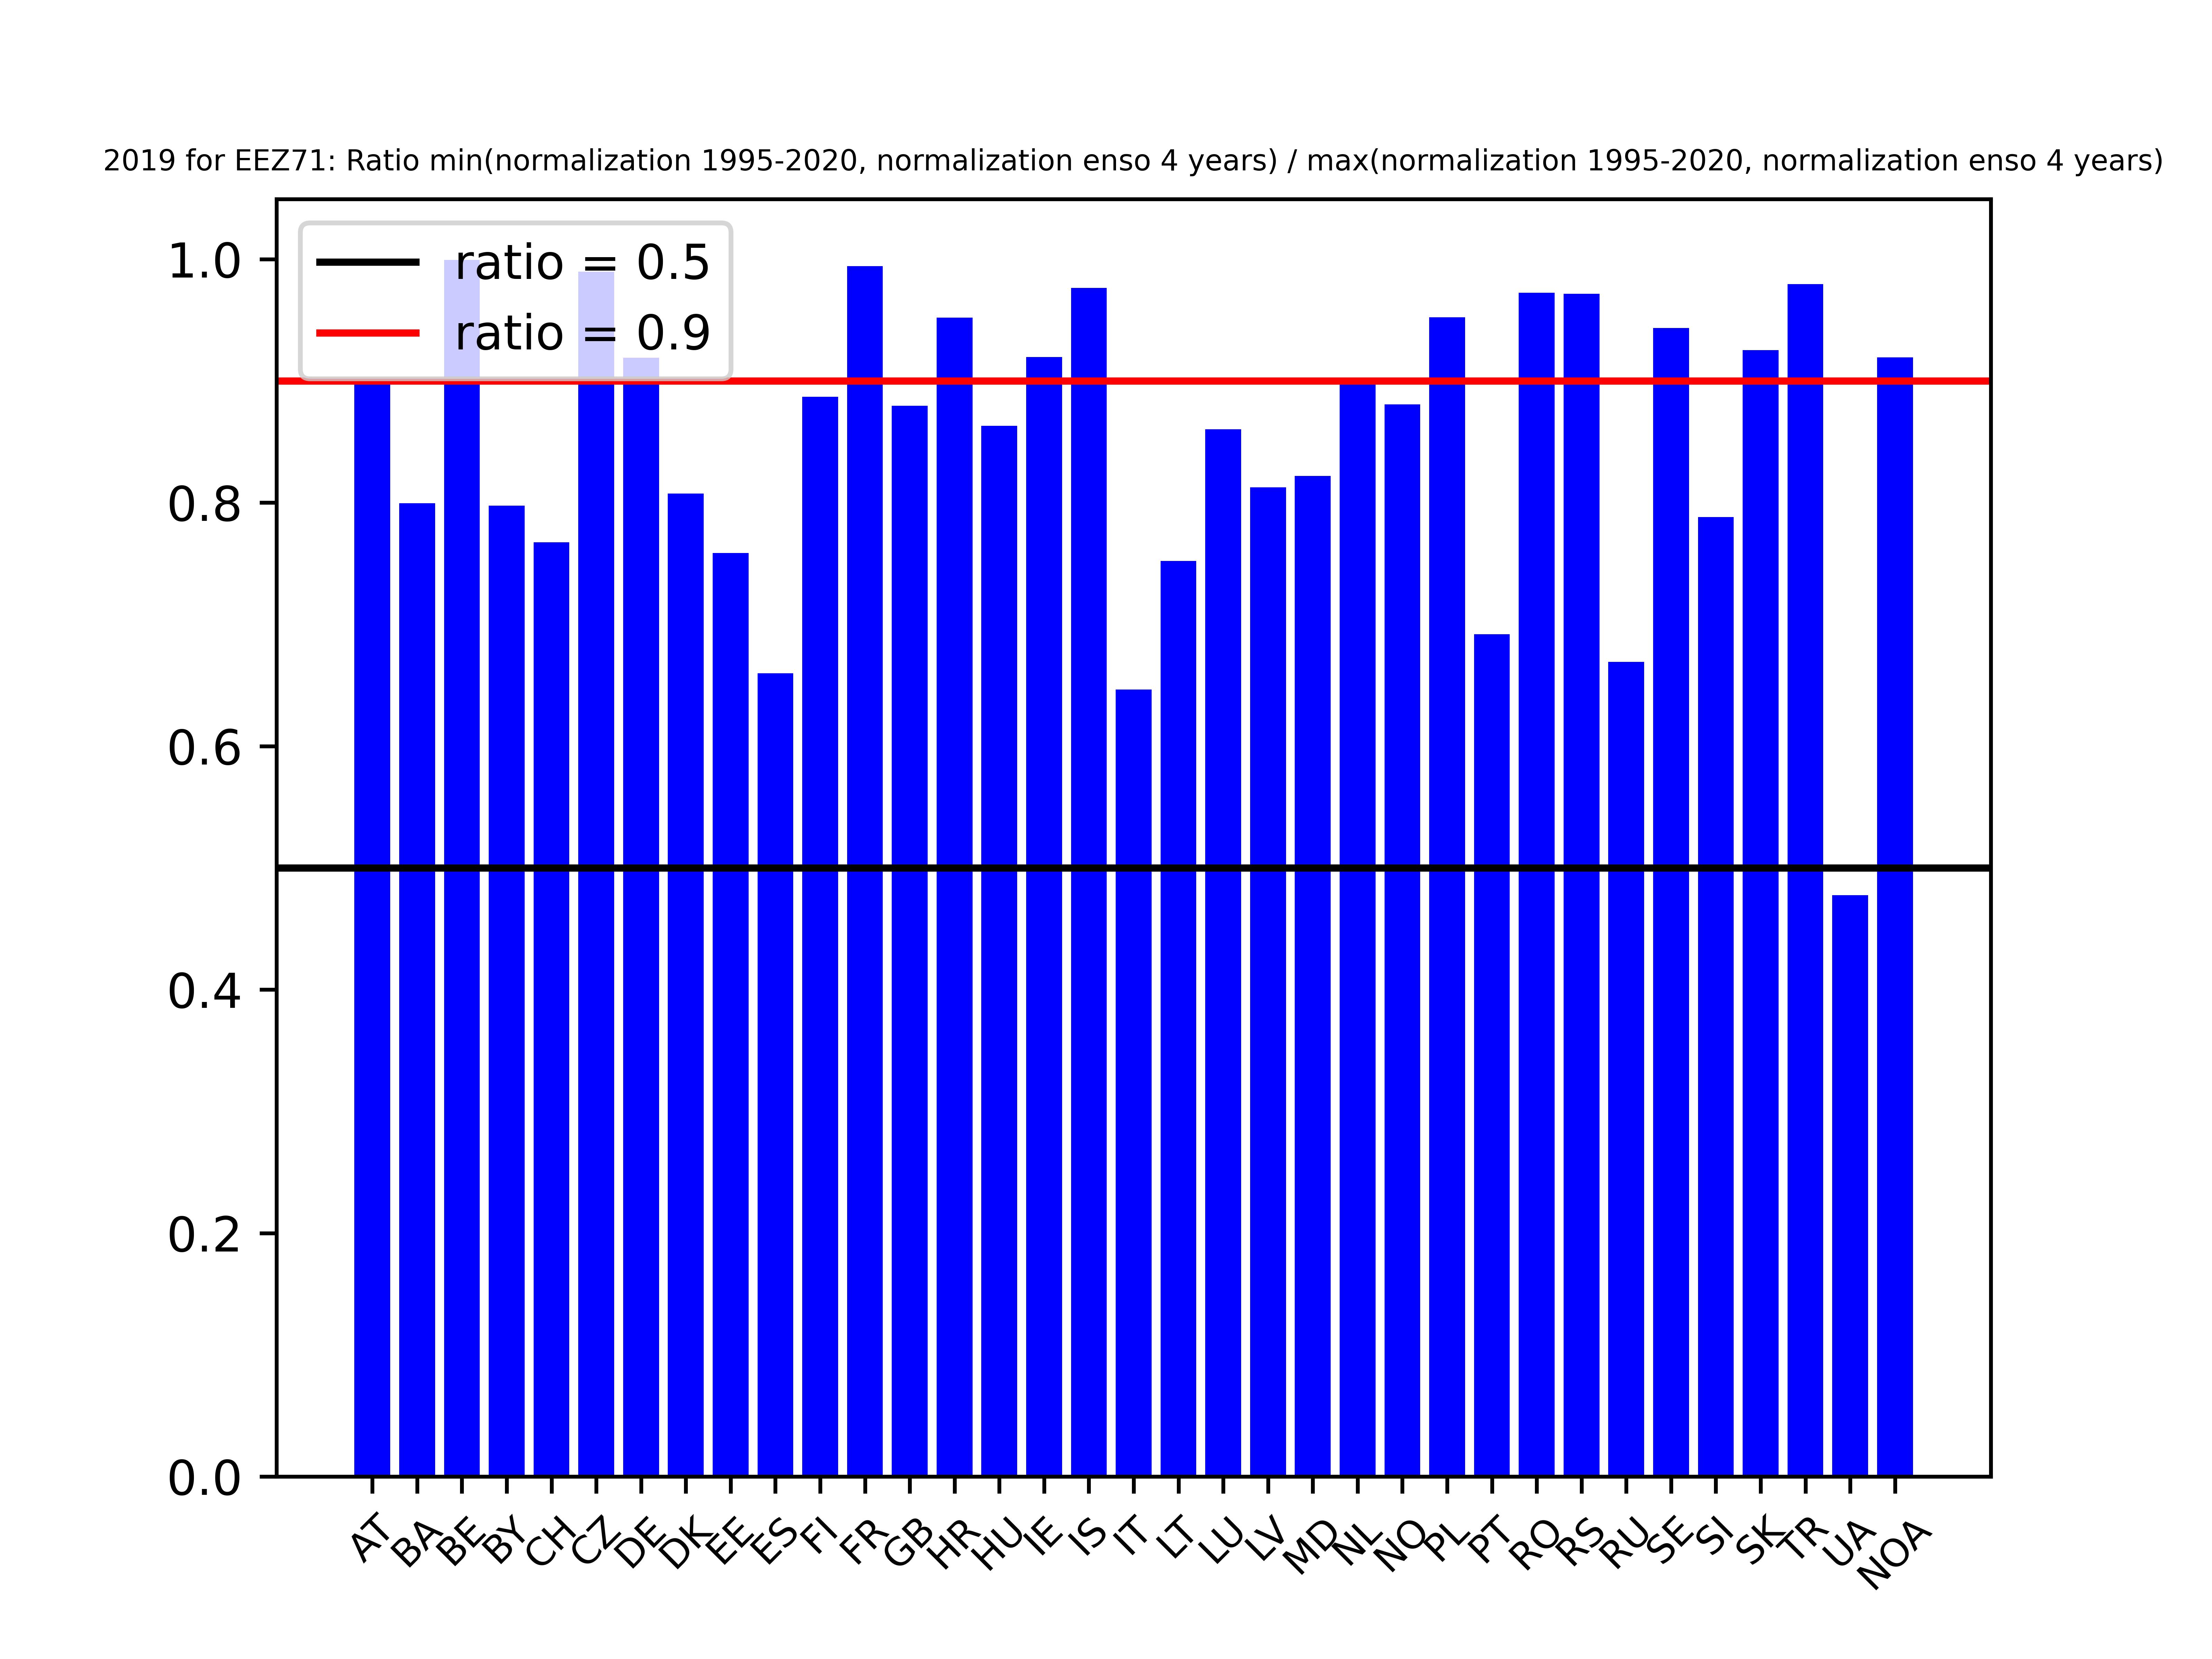 2019 for EEZ71: Ratio min(normalization 1995-2020, normalization enso 4 years) / max(normalization 1995-2020, normalization enso 4 years)
ratio = 0.5
ratio = 0.9
1.0
0.8
0.6
0.4
0.2
0.0
AT BA BE BY CH CZ DE DK EE ES FI FR GB HR HU IE IS IT LT LU LV MD NL NO PL PT RO RS RU SE SI SK TR UA NOA